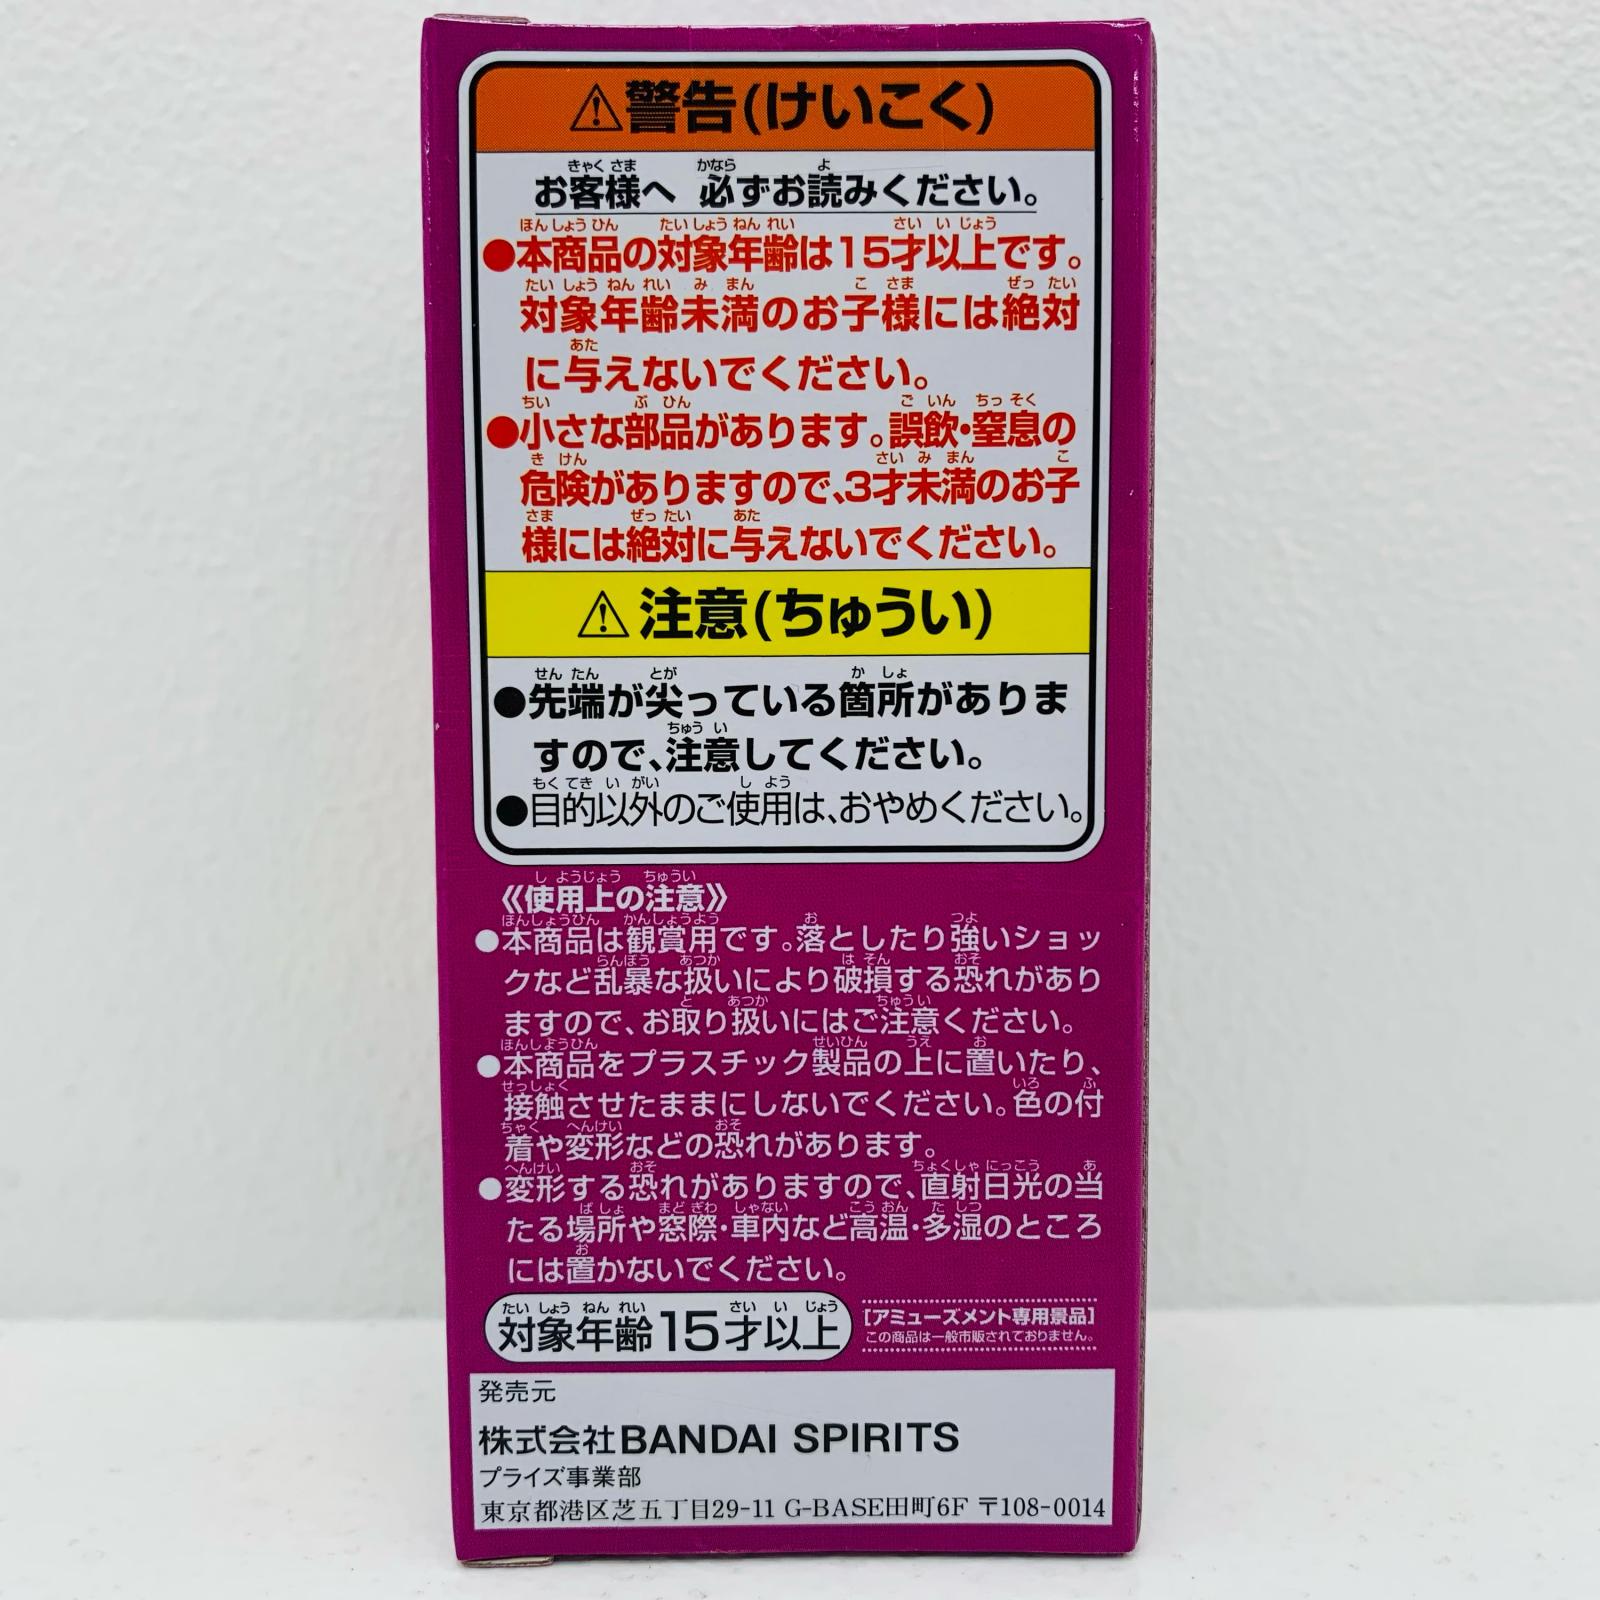 ⚠警告(けいこく)
お客様へ 必ずお読みください。
●本商品の対象年齢は15才以上です。
対象年齢未満のお子様には絶対
に与えないでください。
●小さな部品があります。誤飲・窒息の
危険がありますので、3才未満のお子
様には絶対に与えないでください。
⚠注意(ちゅうい)
●先端が尖っている箇所がありま
すので、注意してください。
●目的以外のご使用は、おやめください。
《使用上の注意》
●本商品は観賞用です。落としたり強いショッ
クなど乱暴な扱いにより破損する恐れがあり
ますので、お取り扱いにはご注意ください。
●本商品をプラスチック製品の上に置いたり、
接触させたままにしないでください。色の付
着や変形などの恐れがあります。
●変形する恐れがありますので、直射日光の当
たる場所や窓際・車内など高温・多湿のところ
には置かないでください。
対象年齢15才以上
[アミューズメント専用景品]
この商品は一般市販されておりません。
発売元
株式会社BANDAI SPIRITS
プライズ事業部
東京都港区芝五丁目29-11 G-BASE田町6F 〒108-0014